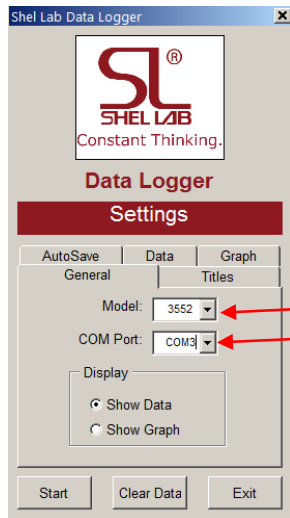 Shel Lab Data Logger
SL®
SHEL LAB
Constant Thinking.
Data Logger
Settings
AutoSave Data Graph
General Titles
Model: 3552
COM Port: COM3
Display
Show Data
Show Graph
Start Clear Data Exit